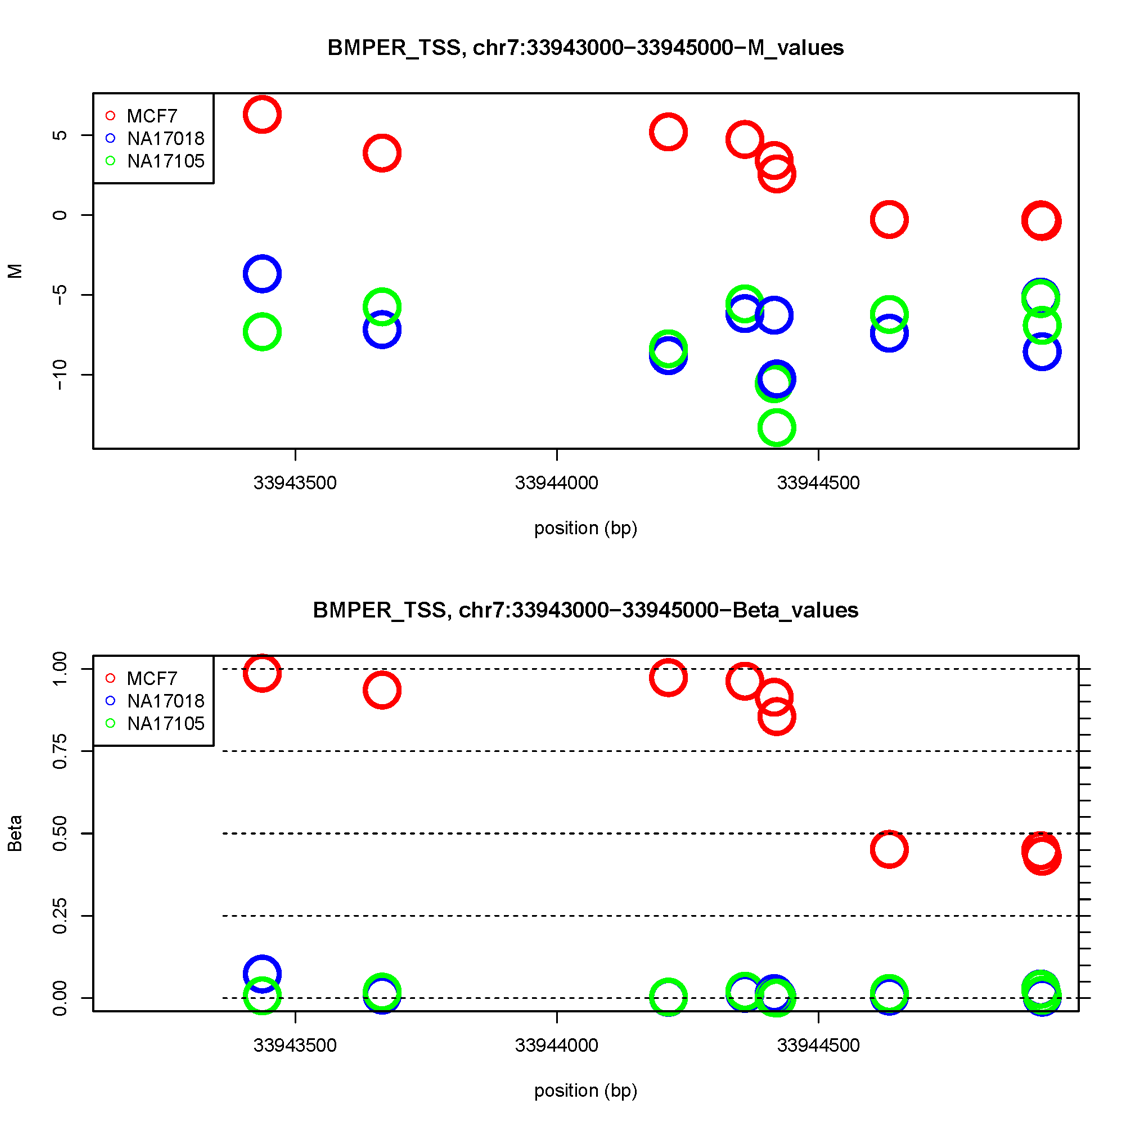 BMPER_TSS, chr7:33943000−33945000−M_values
MCF7
NA17018
NA17105
5
0
−5
−10
M
33943500 33944000 33944500
position (bp)
BMPER_TSS, chr7:33943000−33945000−Beta_values
MCF7
NA17018
NA17105
1.00
0.75
0.50
0.25
0.00
Beta
33943500 33944000 33944500
position (bp)